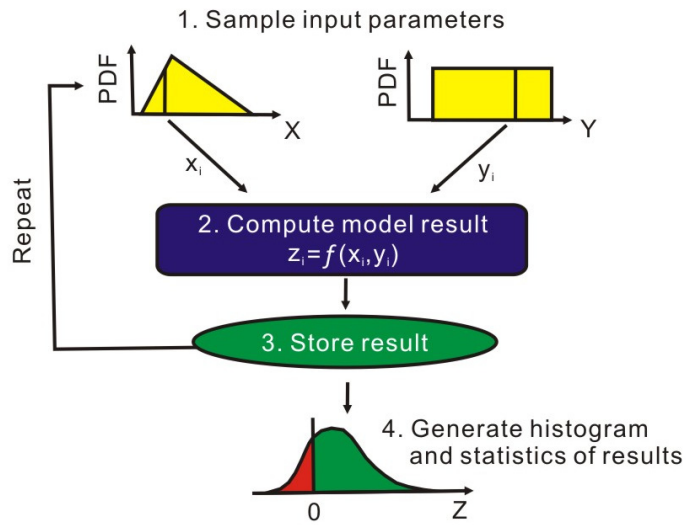 1. Sample input parameters
PDF
X
PDF
Y
xᵢ
yᵢ
Repeat
2. Compute model result
zᵢ=f(xᵢ,yᵢ)
3. Store result
4. Generate histogram
and statistics of results
0
Z